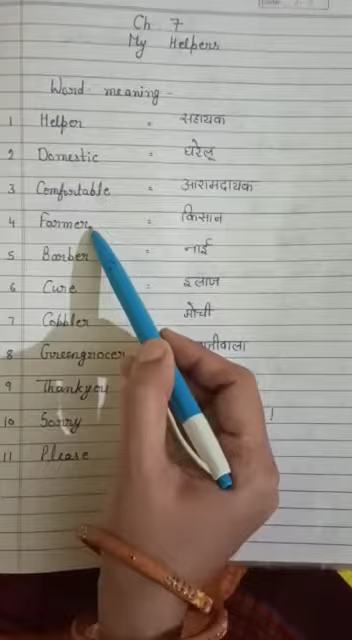 Ch 7
My Helpers
Word meaning -
1 Helper = सहायक
2 Domestic = घरेलू
3 Comfortable = आरामदायक
4 Farmer = किसान
5 Barber = नाई
6 Cure = इलाज
7 Cobbler मोची
8 Greengrocer
9 Thankyou
10 Sorry !
11 Please